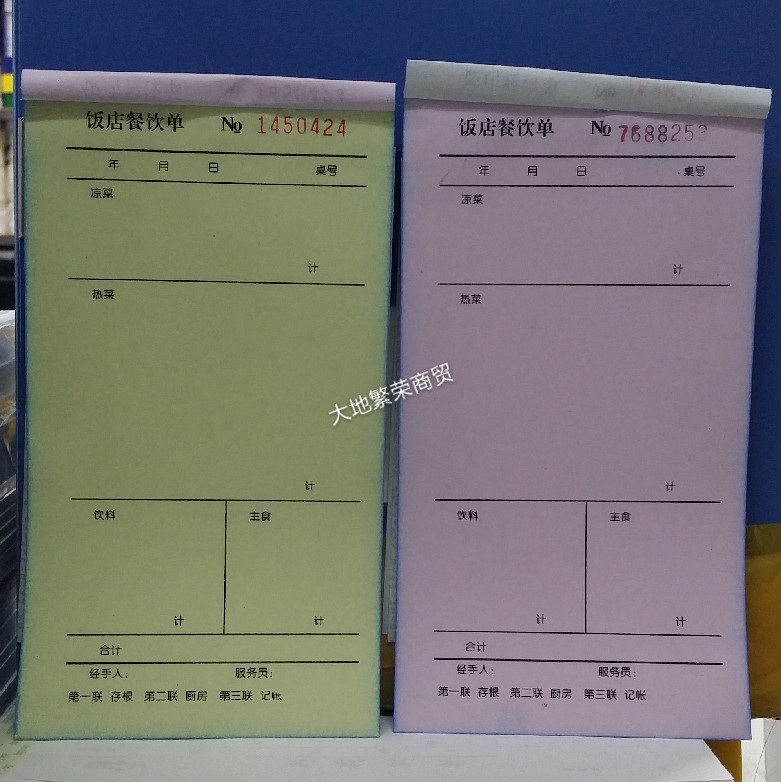 饭店餐饮单 № 1450424
年 月 日 桌号
凉菜
计
热菜
计
饮料 主食
计 计
合计
经手人: 服务员:
第一联 存根 第二联 厨房 第三联 记帐
饭店餐饮单 № 7688253
年 月 日 桌号
凉菜
计
热菜
计
饮料 主食
计 计
合计
经手人: 服务员:
第一联 存根 第二联 厨房 第三联 记帐
大地繁荣商贸